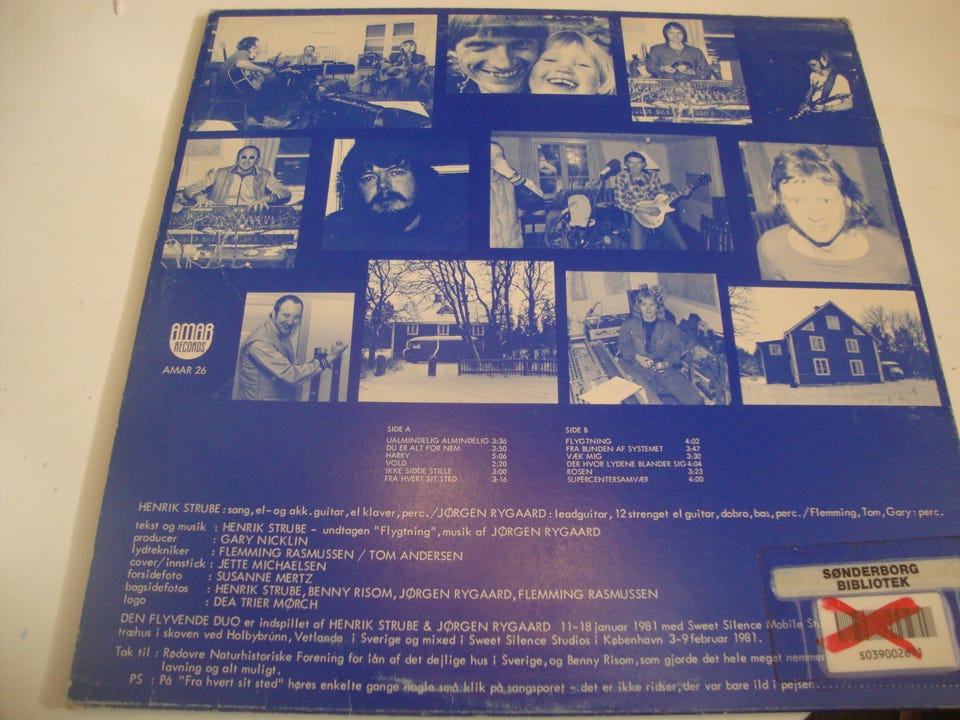 AMAR
RECORDS
AMAR 26
SIDE A
UALMINDELIG ALMINDELIG 3:36
DU ER ALT FOR NEM 3:50
HARRY 5:06
VOLD 2:20
IKKE SIDDE STILLE 3:00
FRA HVERT SIT STED 3:16
SIDE B
FLYGTNING 4:02
FRA BUNDEN AF SYSTEMET 3:47
VÆK MIG 3:30
DER HVOR LYDENE BLANDER SIG 4:04
ROSEN 3:23
SUPERCENTERSAMVÆR 4:00
HENRIK STRUBE : sang, el- og akk. guitar, el klaver, perc. / JØRGEN RYGAARD : leadguitar, 12 strenget el guitar, dobro, bas, perc. / Flemming, Tom, Gary : perc.
tekst og musik : HENRIK STRUBE – undtagen "Flygtning", musik af JØRGEN RYGAARD
producer : GARY NICKLIN
lydtekniker : FLEMMING RASMUSSEN / TOM ANDERSEN
cover/innstick : JETTE MICHAELSEN
forsidefoto : SUSANNE MERTZ
bagsidefotos : HENRIK STRUBE, BENNY RISOM, JØRGEN RYGAARD, FLEMMING RASMUSSEN
logo : DEA TRIER MØRCH
DEN FLYVENDE DUO er indspillet af HENRIK STRUBE & JØRGEN RYGAARD 11-18 januar 1981 med Sweet Silence Mobile
træhus i skoven ved Holbybrünn, Vetlanda i Sverige og mixed i Sweet Silence Studios i København 3-9 februar 1981.
Tak til : Rødovre Naturhistoriske Forening for lån af det dejlige hus i Sverige, og Benny Risom, som gjorde det hele meget nemmere
lavning og alt muligt.
PS : På "Fra hvert sit sted" høres enkelte gange nogle små klik på sangsporet – det er ikke ridser, der var bare ild i pejsen
SØNDERBORG
BIBLIOTEK